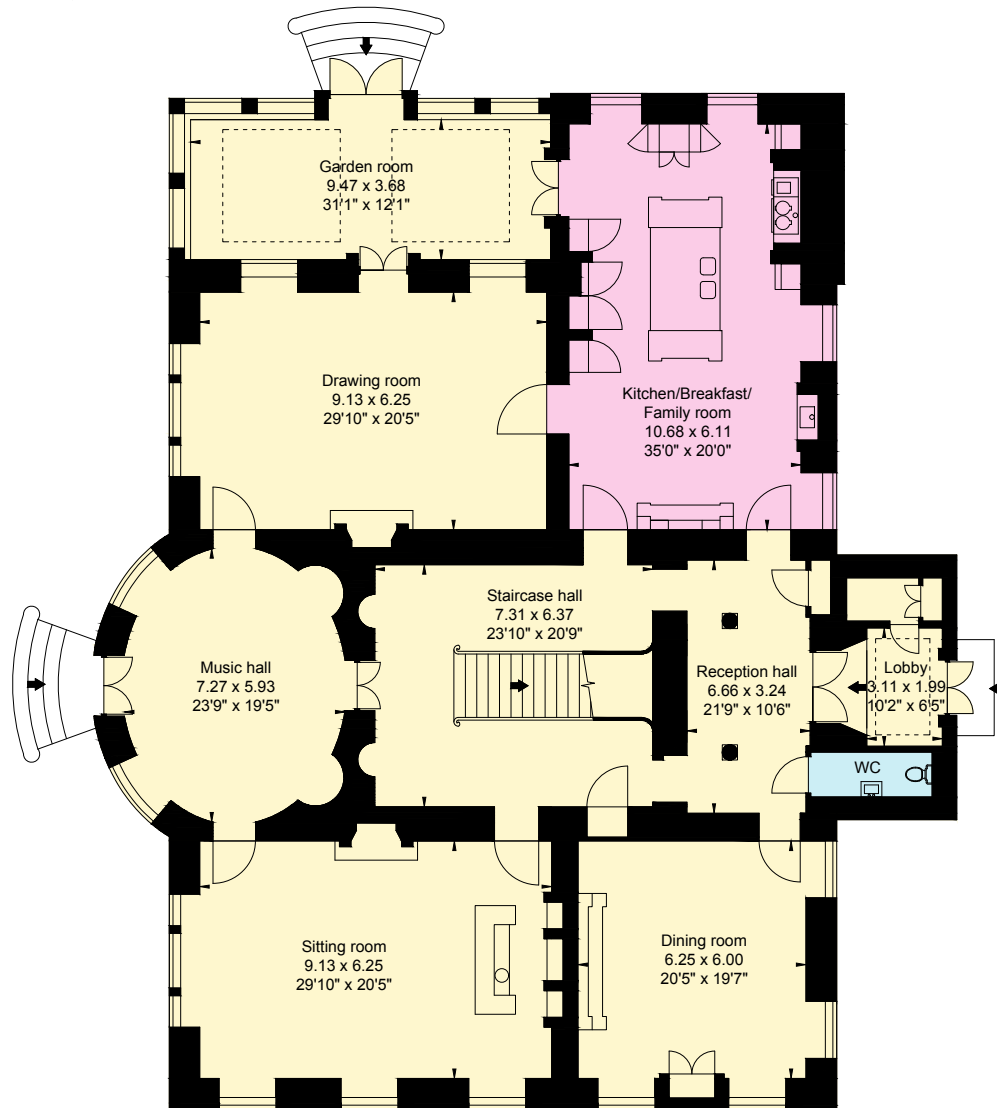 Garden room
9.47 x 3.68
31'1" x 12'1"
Drawing room
9.13 x 6.25
29'10" x 20'5"
Kitchen/Breakfast/
Family room
10.68 x 6.11
35'0" x 20'0"
Staircase hall
7.31 x 6.37
23'10" x 20'9"
Music hall
7.27 x 5.93
23'9" x 19'5"
Reception hall
6.66 x 3.24
21'9" x 10'6"
Lobby
3.11 x 1.99
10'2" x 6'5"
WC
Sitting room
9.13 x 6.25
29'10" x 20'5"
Dining room
6.25 x 6.00
20'5" x 19'7"